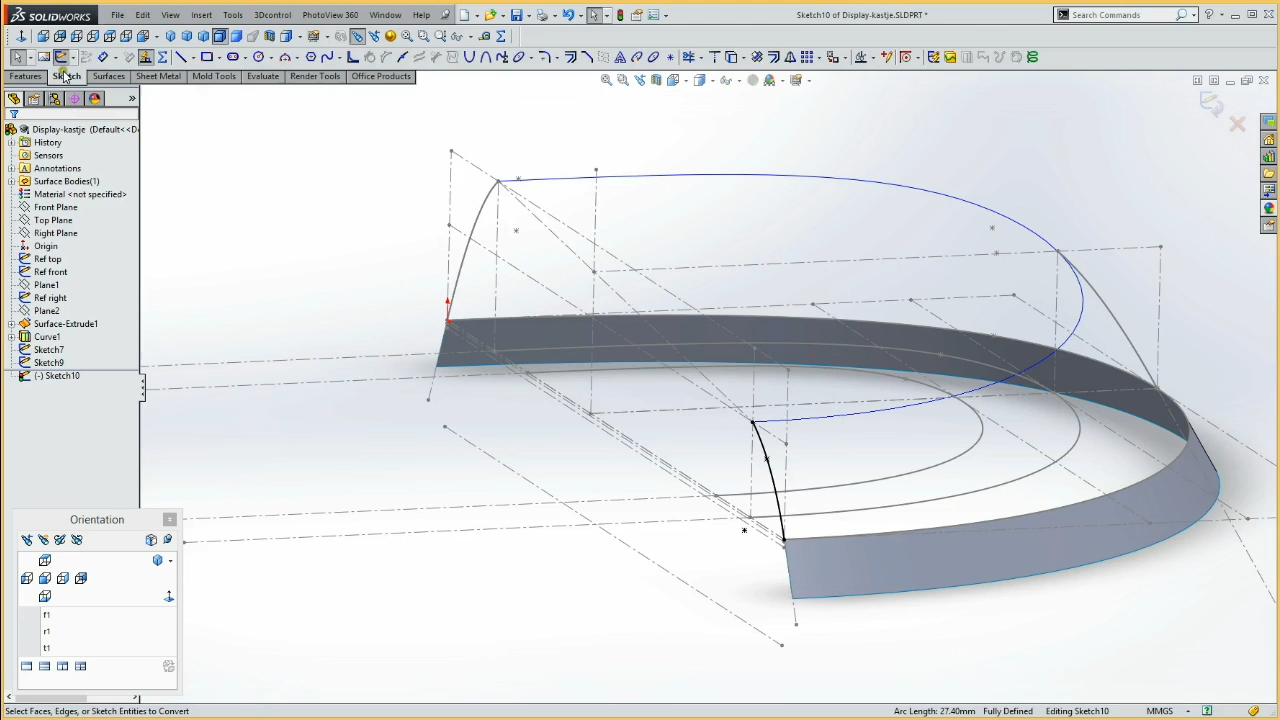 SOLIDWORKS File Edit View Insert Tools 3Dcontrol PhotoView 360 Window Help Sketch10 of Display-kastje.SLDPRT * Search Commands
Features Sketch Surfaces Sheet Metal Mold Tools Evaluate Render Tools Office Products
Display-kastje (Default<<D
History
Sensors
Annotations
Surface Bodies(1)
Material <not specified>
Front Plane
Top Plane
Right Plane
Origin
Ref top
Ref front
Plane1
Ref right
Plane2
Surface-Extrude1
Curve1
Sketch7
Sketch9
(-) Sketch10
Orientation
f1
r1
t1
Select Faces, Edges, or Sketch Entities to Convert Arc Length: 27.40mm Fully Defined Editing Sketch10 MMGS